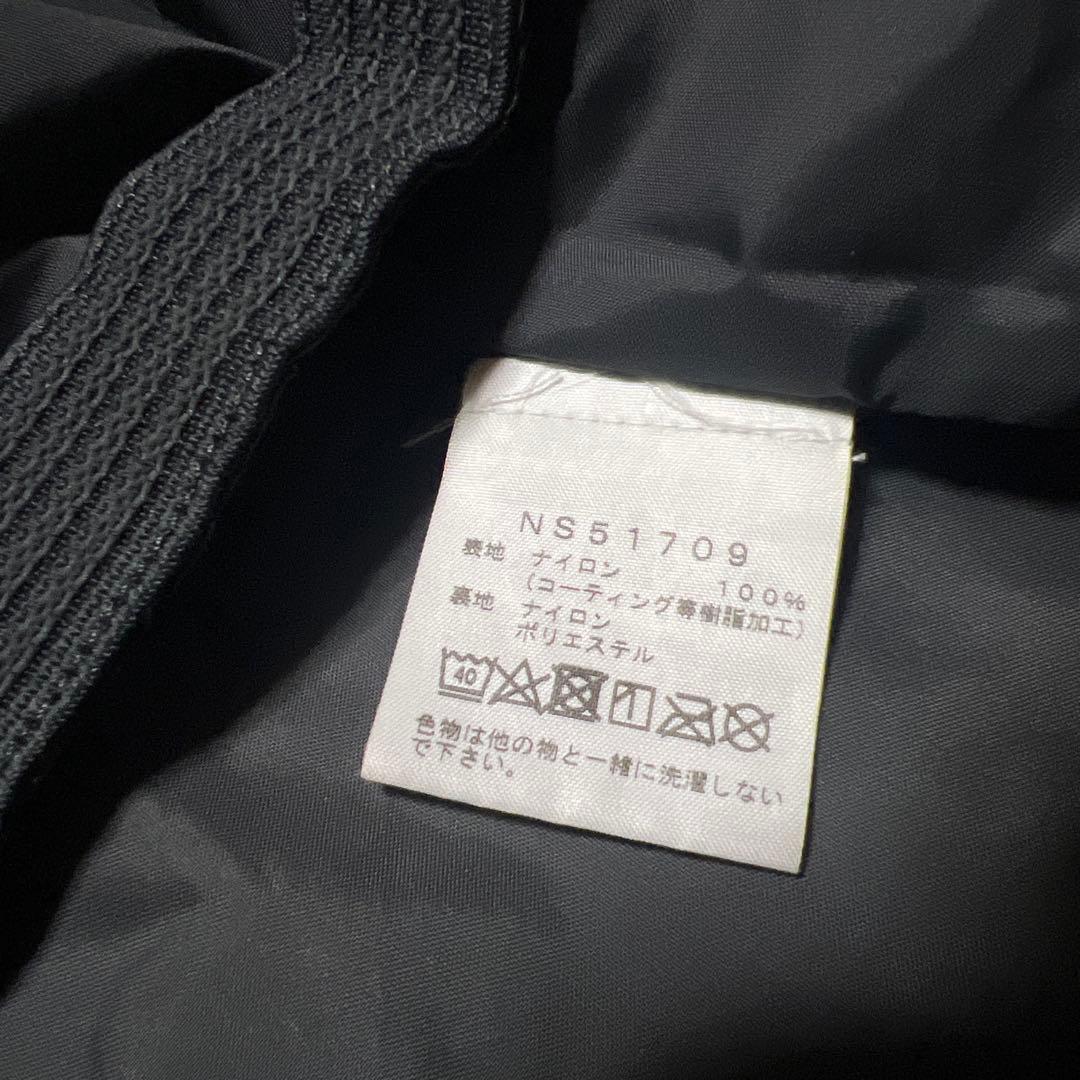 NS51709
表地 ナイロン 100%
(コーティング等樹脂加工)
裏地 ナイロン
ポリエステル
40
色物は他の物と一緒に洗濯しない
で下さい。